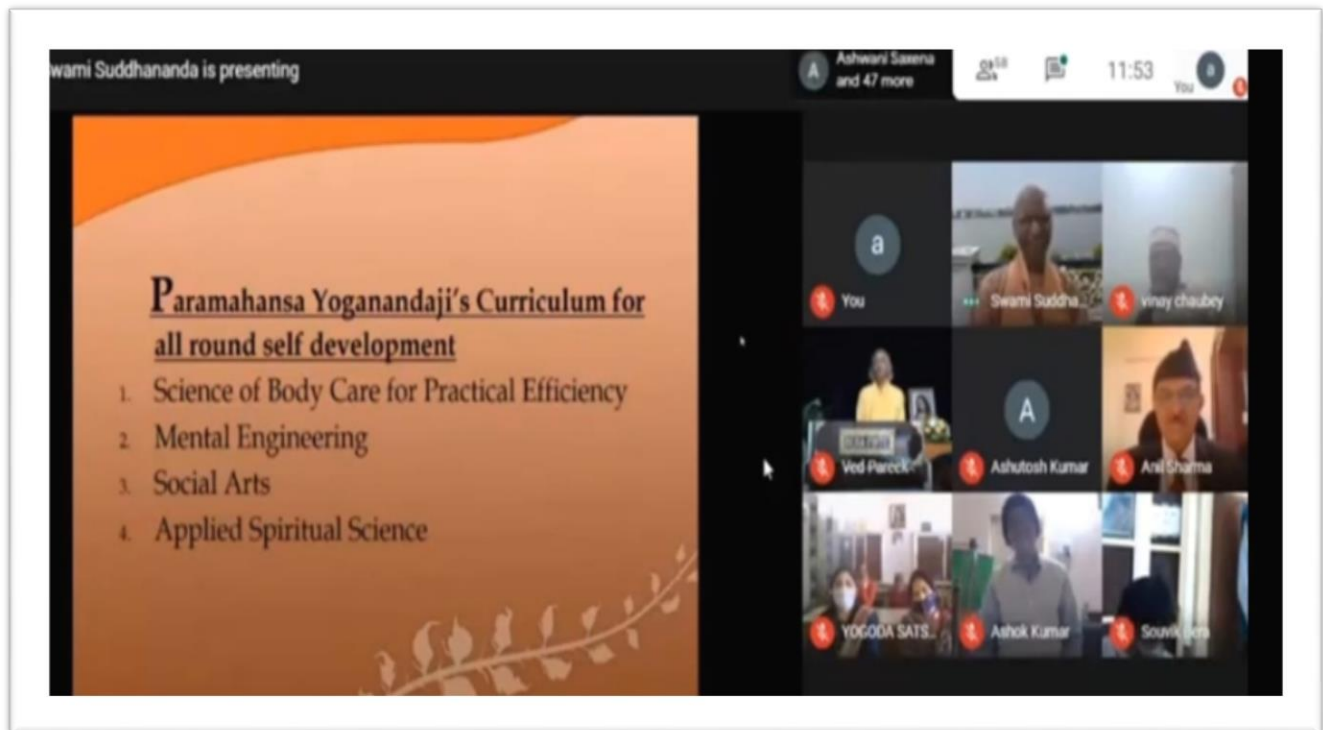 wami Suddhananda is presenting
A
Ashwani Saxena
and 47 more
58
11:53
You
a
Paramahansa Yoganandaji's Curriculum for
all round self development
1. Science of Body Care for Practical Efficiency
2. Mental Engineering
3. Social Arts
4. Applied Spiritual Science
a
You
Swami Suddha...
vinay chaubey
Ved Pareek
A
Ashutosh Kumar
Anil Sharma
YOGODA SATS...
Ashok Kumar
Souvik